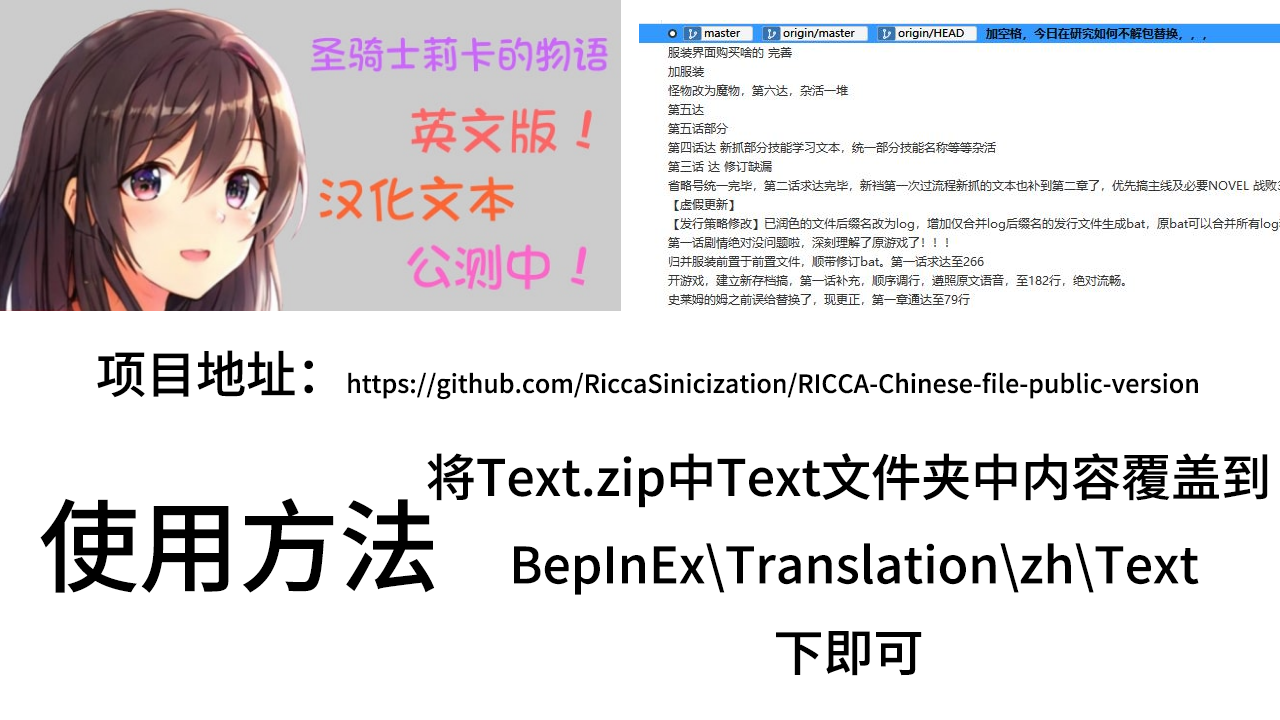 圣骑士莉卡的物语
英文版！
汉化文本
公测中！
master origin/master origin/HEAD 加空格，今日在研究如何不解包替换，，，
服装界面购买啥的 完善
加服装
怪物改为魔物，第六达，杂活一堆
第五达
第五话部分
第四话达 新抓部分技能学习文本，统一部分技能名称等等杂活
第三话 达 修订缺漏
省略号统一完毕，第二话求达完毕，新裆第一次过流程新抓的文本也补到第二章了，优先搞主线及必要NOVEL 战败
【虚假更新】
【发行策略修改】已润色的文件后缀名改为log，增加仅合并log后缀名的发行文件生成bat，原bat可以合并所有log
第一话剧情绝对没问题啦，深刻理解了原游戏了！！！
归并服装前置于前置文件，顺带修订bat。第一话求达至266
开游戏，建立新存档搞，第一话补充，顺序调行，遵照原文语音，至182行，绝对流畅。
史莱姆的姆之前误给替换了，现更正，第一章通达至79行
项目地址：https://github.com/RiccaSinicization/RICCA-Chinese-file-public-version
使用方法
将Text.zip中Text文件夹中内容覆盖到
BepInEx\Translation\zh\Text
下即可